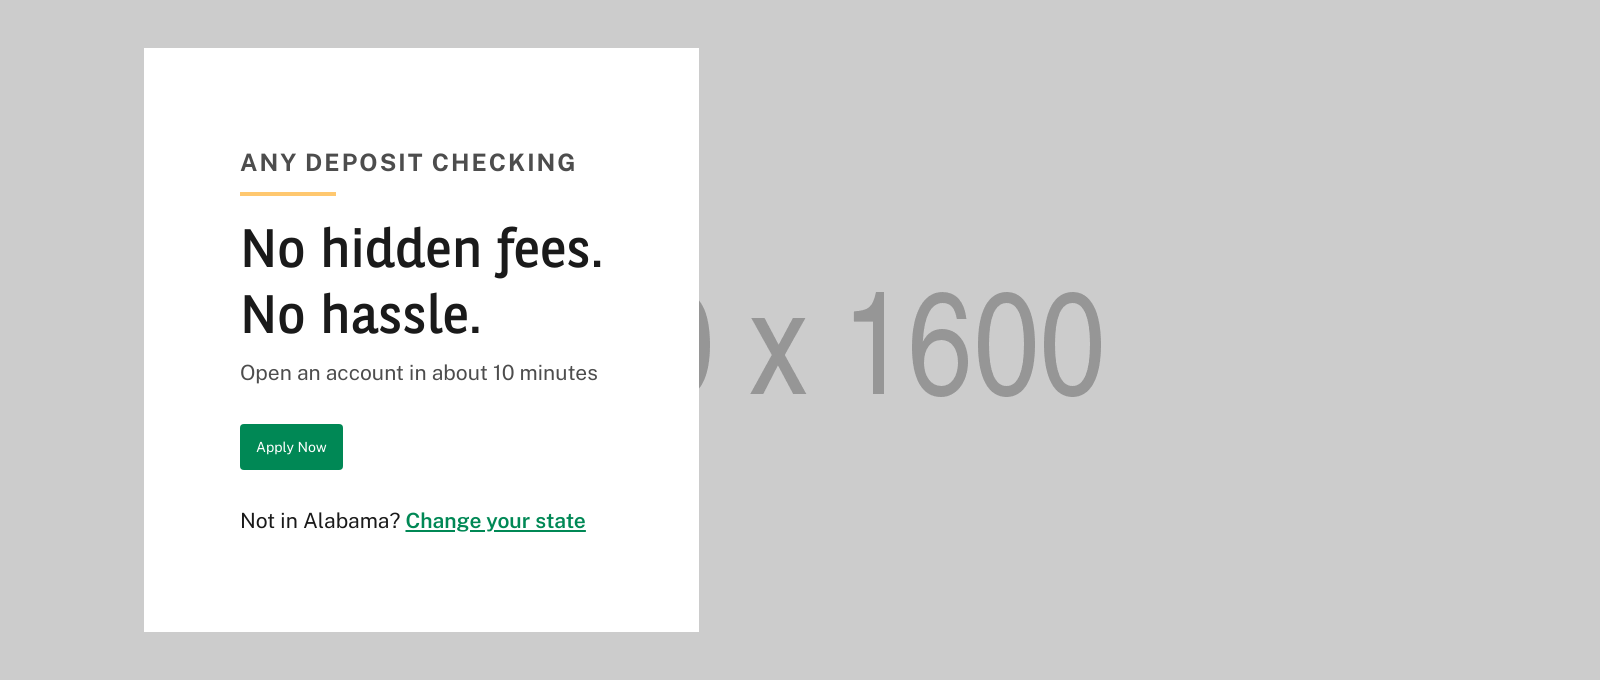 ANY DEPOSIT CHECKING
No hidden fees.
No hassle.
Open an account in about 10 minutes
Apply Now
Not in Alabama? Change your state
x 1600